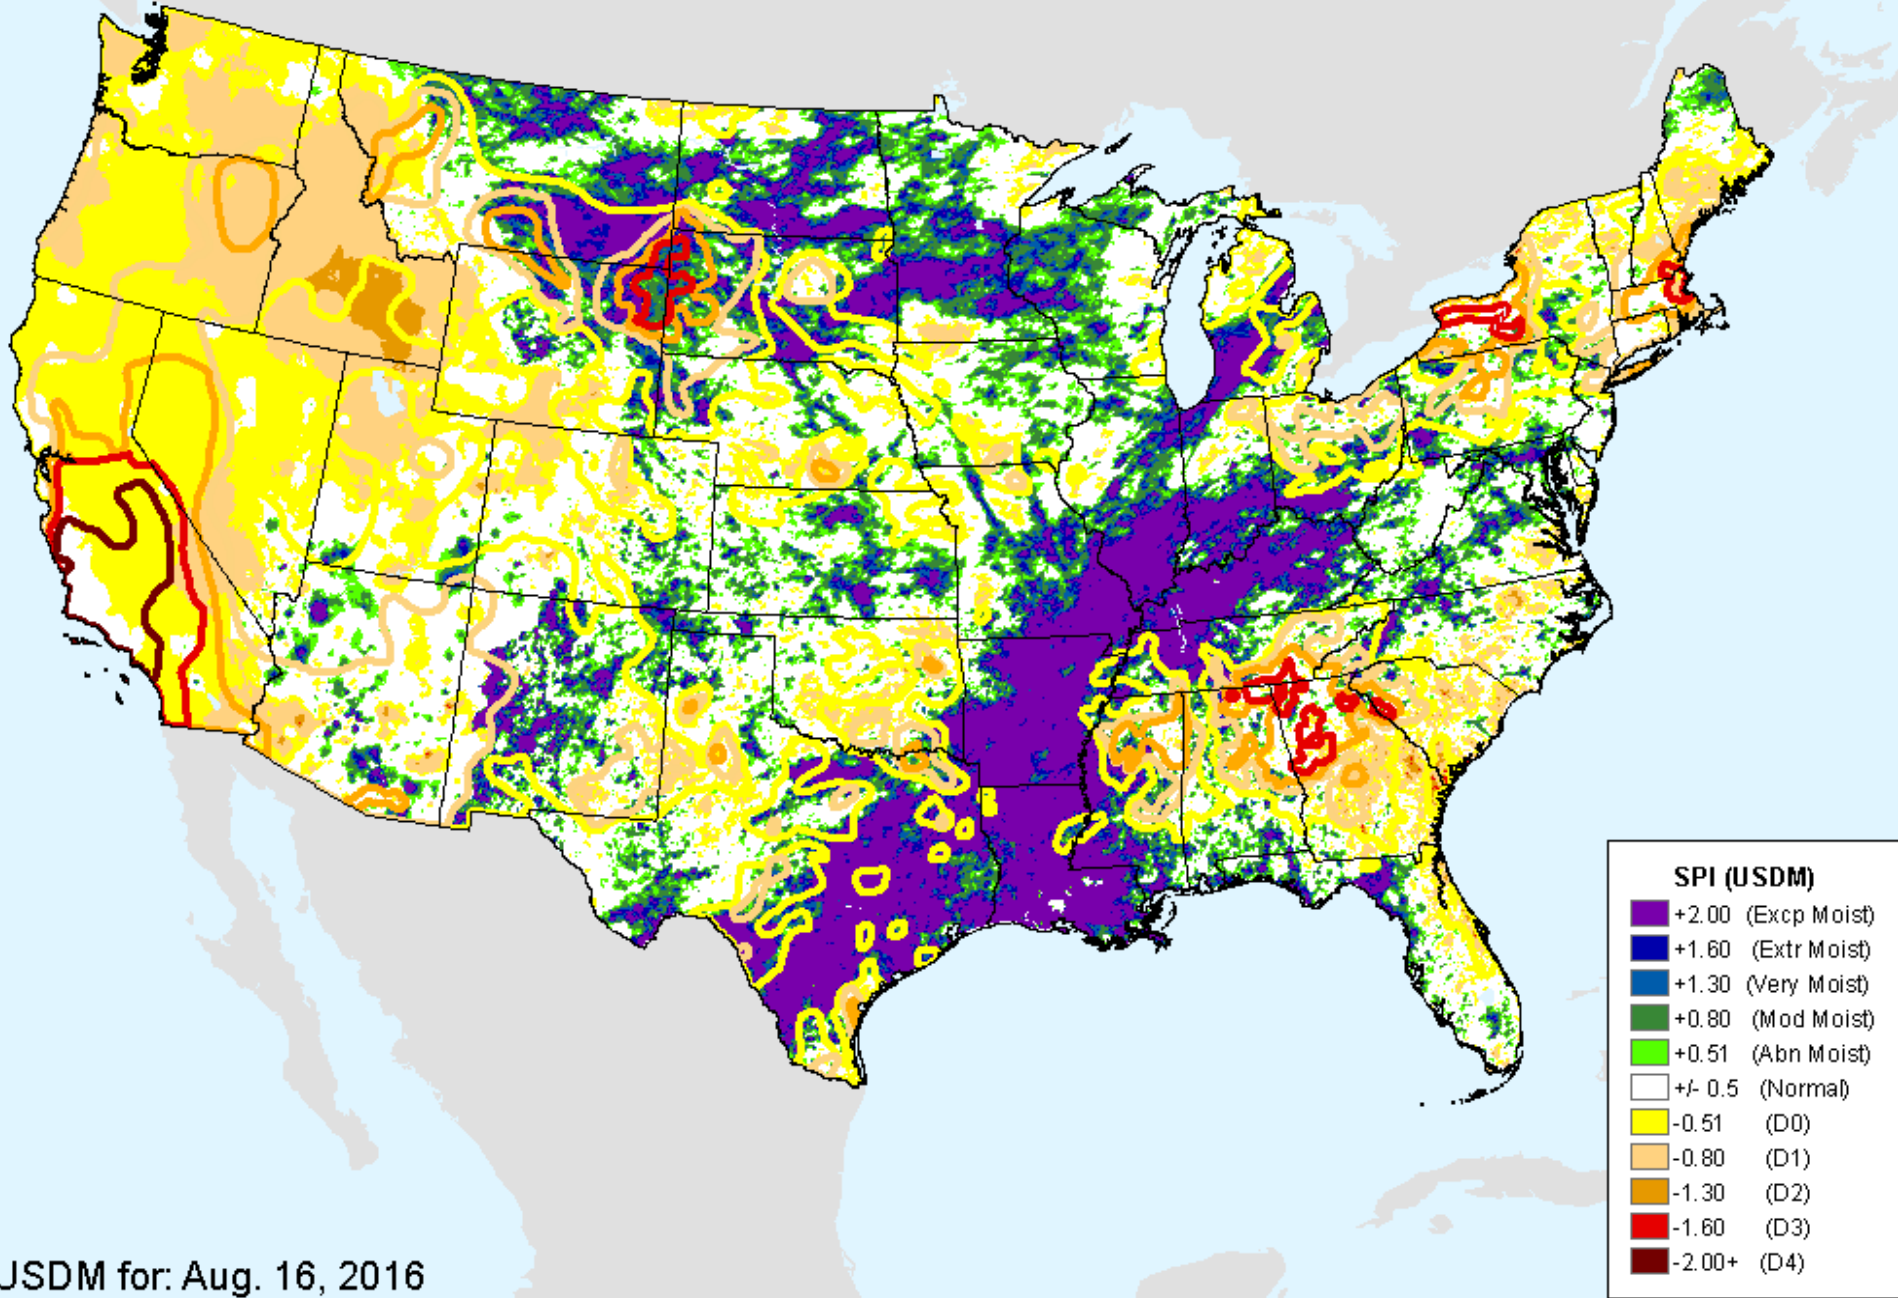 SPI (USDM)
+2.00 (Excp Moist)
+1.60 (Extr Moist)
+1.30 (Very Moist)
+0.80 (Mod Moist)
+0.51 (Abn Moist)
+/- 0.5 (Normal)
-0.51 (D0)
-0.80 (D1)
-1.30 (D2)
-1.60 (D3)
-2.00+ (D4)
USDM for: Aug. 16, 2016